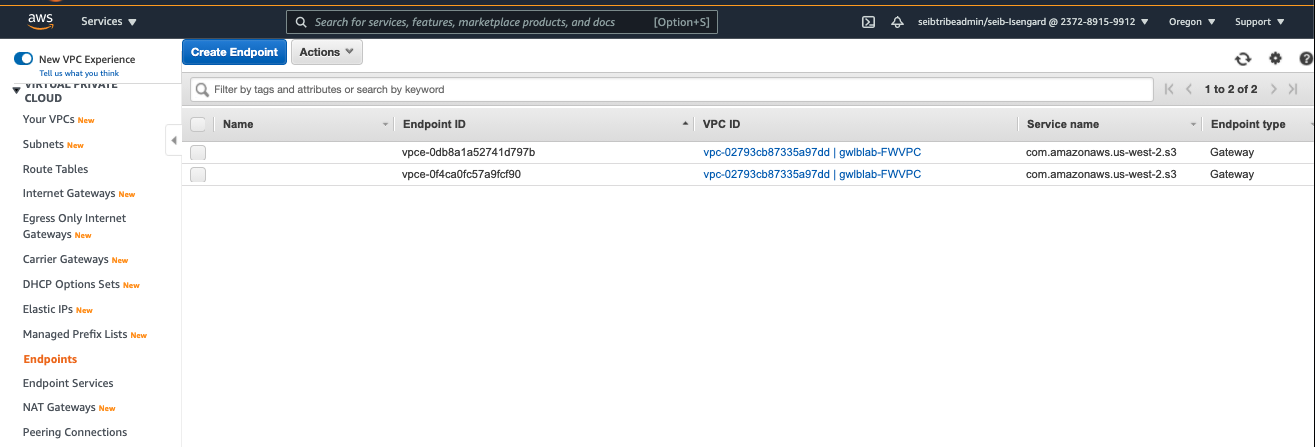 aws
Services
Search for services, features, marketplace products, and docs
[Option+S]
seibtribeadmin/seib-Isengard @ 2372-8915-9912
Oregon
Support
New VPC Experience
Tell us what you think
VIRTUAL PRIVATE
CLOUD
Your VPCs New
Subnets New
Route Tables
Internet Gateways New
Egress Only Internet
Gateways New
Carrier Gateways New
DHCP Options Sets New
Elastic IPs New
Managed Prefix Lists New
Endpoints
Endpoint Services
NAT Gateways New
Peering Connections
Create Endpoint
Actions
Filter by tags and attributes or search by keyword
1 to 2 of 2
Name Endpoint ID VPC ID Service name Endpoint type
vpce-0db8a1a52741d797b vpc-02793cb87335a97dd | gwlblab-FWVPC com.amazonaws.us-west-2.s3 Gateway
vpce-0f4ca0fc57a9fcf90 vpc-02793cb87335a97dd | gwlblab-FWVPC com.amazonaws.us-west-2.s3 Gateway